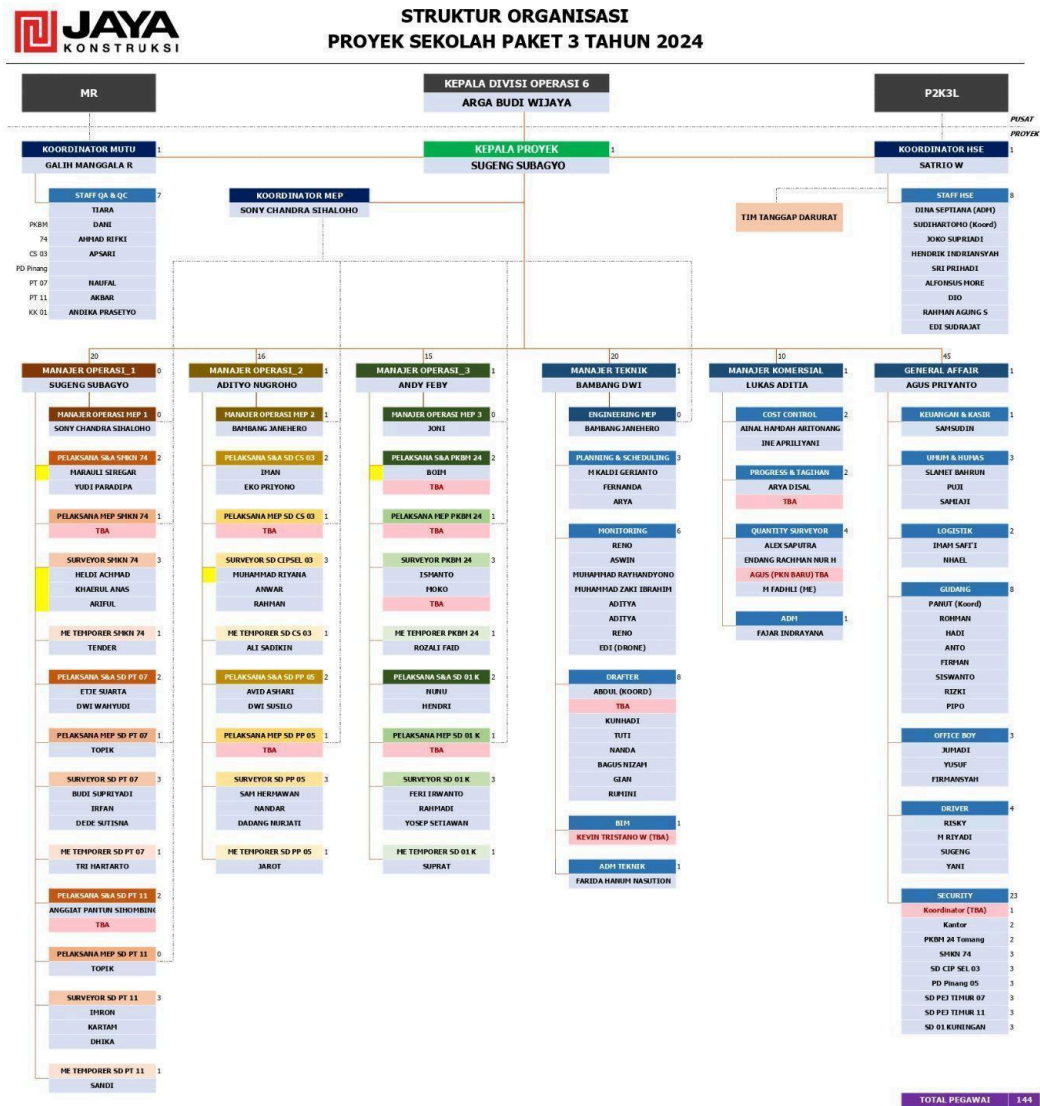 JAYA
KONSTRUKSI
STRUKTUR ORGANISASI
PROYEK SEKOLAH PAKET 3 TAHUN 2024
MR
KEPALA DIVISI OPERASI 6
ARGA BUDI WIJAYA
P2K3L
PUSAT
PROYEK
KOORDINATOR MUTU 1
GALIH MANGGALA R
KEPALA PROYEK 1
SUGENG SUBAGYO
KOORDINATOR HSE 1
SATRIO W
STAFF QA & QC 7
TIARA
PKBM DANI
74 AHMAD RIFKI
CS 03 APSARI
PD Pinang
PT 07 NAUFAL
PT 11 AKBAR
KK 01 ANDIKA PRASETYO
KOORDINATOR MEP
SONY CHANDRA SIHALOHO
TIM TANGGAP DARURAT
STAFF HSE 8
DINA SEPTIANA (ADM)
SUDIHARTOMO (Koord)
JOKO SUPRIADI
HENDRIK INDRIANSYAH
SRI PRIHADI
ALFONSUS MORE
DIO
RAHMAN AGUNG S
EDI SUDRAJAT
20
MANAJER OPERASI_1 0
SUGENG SUBAGYO
MANAJER OPERASI MEP 1 0
SONY CHANDRA SIHALOHO
PELAKSANA S&A SMKN 74 2
MARAULI SIREGAR
YUDI PARADIPA
PELAKSANA MEP SMKN 74 1
TBA
SURVEYOR SMKN 74 3
HELDI ACHMAD
KHAERUL ANAS
ARIFUL
ME TEMPORER SMKN 74 1
TENDER
PELAKSANA S&A SD PT 07 2
ETJE SUARTA
DWI WAHYUDI
PELAKSANA MEP SD PT 07 1
TOPIK
SURVEYOR SD PT 07 3
BUDI SUPRIYADI
IRFAN
DEDE SUTISNA
ME TEMPORER SD PT 07 1
TRI HARTARTO
PELAKSANA S&A SD PT 11 2
ANGGIAT PANTUN SIHOMBING
TBA
PELAKSANA MEP SD PT 11 0
TOPIK
SURVEYOR SD PT 11 3
IMRON
KARTAM
DHIKA
ME TEMPORER SD PT 11 1
SANDI
16
MANAJER OPERASI_2 1
ADITYO NUGROHO
MANAJER OPERASI MEP 2 1
BAMBANG JANEHERO
PELAKSANA S&A SD CS 03 2
IMAN
EKO PRIYONO
PELAKSANA MEP SD CS 03 1
TBA
SURVEYOR SD CIPSEL 03 3
MUHAMMAD RIYANA
ANWAR
RAHMAN
ME TEMPORER SD CS 03 1
ALI SADIKIN
PELAKSANA S&A SD PP 05 2
AVID ASHARI
DWI SUSILO
PELAKSANA MEP SD PP 05 1
TBA
SURVEYOR SD PP 05 3
SAM HERMAWAN
NANDAR
DADANG NURJATI
ME TEMPORER SD PP 05 1
JAROT
15
MANAJER OPERASI_3 1
ANDY FEBY
MANAJER OPERASI MEP 3 0
JONI
PELAKSANA S&A PKBM 24 2
BOIM
TBA
PELAKSANA MEP PKBM 24 1
TBA
SURVEYOR PKBM 24 3
ISMANTO
MOKO
TBA
ME TEMPORER PKBM 24 1
ROZALI FAID
PELAKSANA S&A SD 01 K 2
NUNU
HENDRI
PELAKSANA MEP SD 01 K 1
TBA
SURVEYOR SD 01 K 3
FERI IRWANTO
RAHMADI
YOSEP SETIAWAN
ME TEMPORER SD 01 K 1
SUPRAT
20
MANAJER TEKNIK 1
BAMBANG DWI
ENGINEERING MEP 0
BAMBANG JANEHERO
PLANNING & SCHEDULING 3
M KALDI GERIANTO
FERNANDA
ARYA
MONITORING 6
RENO
ASWIN
MUHAMMAD RAYHANDYONO
MUHAMMAD ZAKI IBRAHIM
ADITYA
ADITYA
RENO
EDI (DRONE)
DRAFTER 8
ABDUL (KOORD)
TBA
KUNHADI
TUTI
NANDA
BAGUS NIZAM
GIAN
RUMINI
BIM 1
KEVIN TRISTANO W (TBA)
ADM TEKNIK 1
FARIDA HANUM NASUTION
10
MANAJER KOMERSIAL 1
LUKAS ADITIA
COST CONTROL 2
AINAL HAMDAH ARITONANG
INE APRILIYANI
PROGRESS & TAGIHAN 2
ARYA DISAL
TBA
QUANTITY SURVEYOR 4
ALEX SAPUTRA
ENDANG RACHMAN NUR H
AGUS (PKN BARU) TBA
M FADHLI (ME)
ADM 1
FAJAR INDRAYANA
45
GENERAL AFFAIR 1
AGUS PRIYANTO
KEUANGAN & KASIR 1
SAMSUDIN
UMUM & HUMAS 3
SLAMET BAHRUN
PUJI
SAMIAJI
LOGISTIK 2
IMAM SAFI'I
NHAEL
GUDANG 8
PANUT (Koord)
ROHMAN
HADI
ANTO
FIRMAN
SISWANTO
RIZKI
PIPO
OFFICE BOY 3
JUMADI
YUSUF
FIRMANSYAH
DRIVER 4
RISKY
M RIYADI
SUGENG
YANI
SECURITY 23
Koordinator (TBA) 1
Kantor 2
PKBM 24 Tomang 2
SMKN 74 3
SD CIP SEL 03 3
PD Pinang 05 3
SD PEJ TIMUR 07 3
SD PEJ TIMUR 11 3
SD 01 KUNINGAN 3
TOTAL PEGAWAI 144